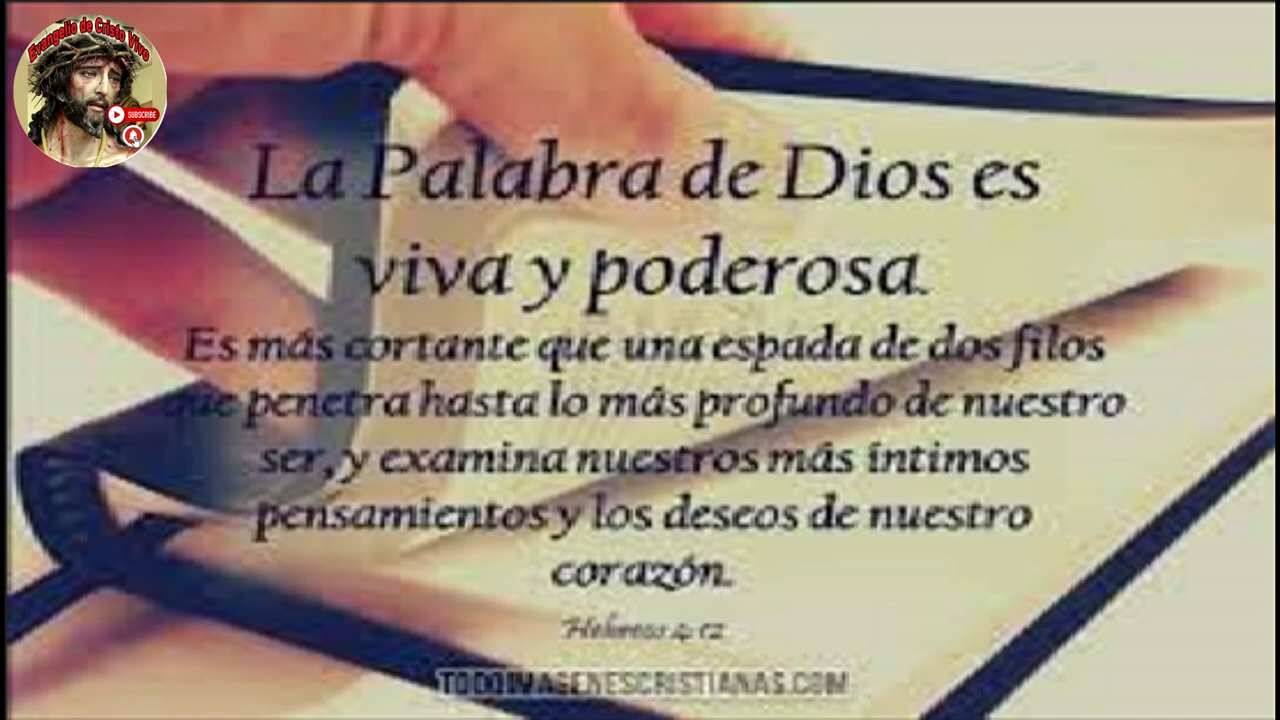 Evangelio de Cristo Vivo
SUBSCRIBE
La Palabra de Dios es
viva y poderosa.
Es más cortante que una espada de dos filos
que penetra hasta lo más profundo de nuestro
ser, y examina nuestros más íntimos
pensamientos y los deseos de nuestro
corazón.
Hebreos 4:12
TODOIMAGENESCRISTIANAS.COM